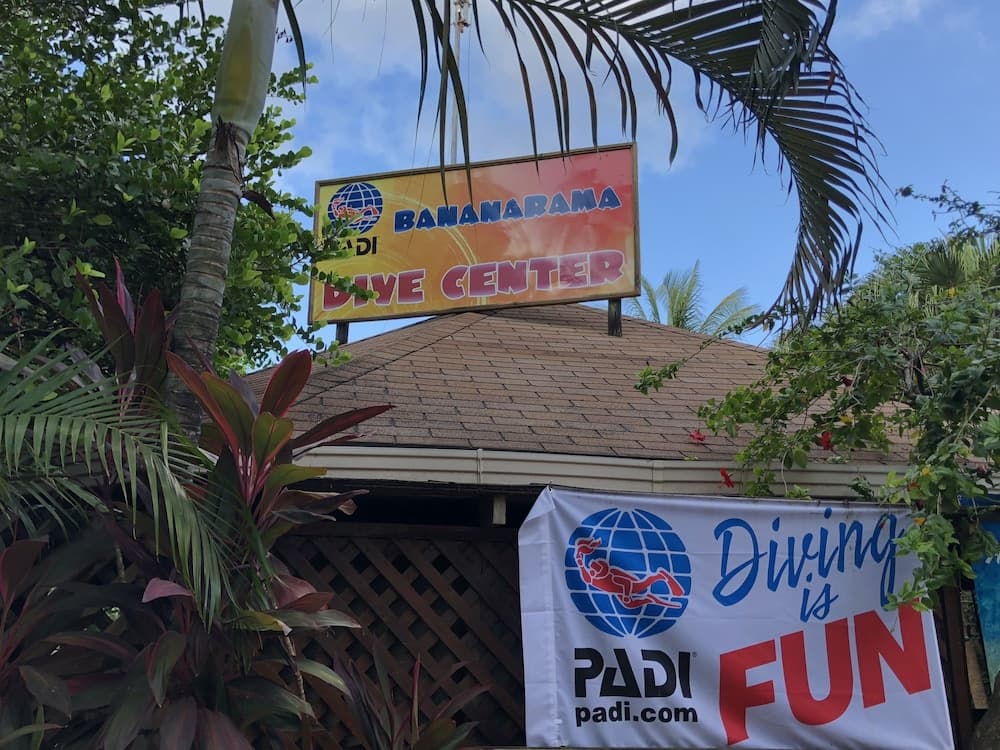 BANANARAMA
PADI
DIVE CENTER
Diving
is
FUN
PADI
padi.com